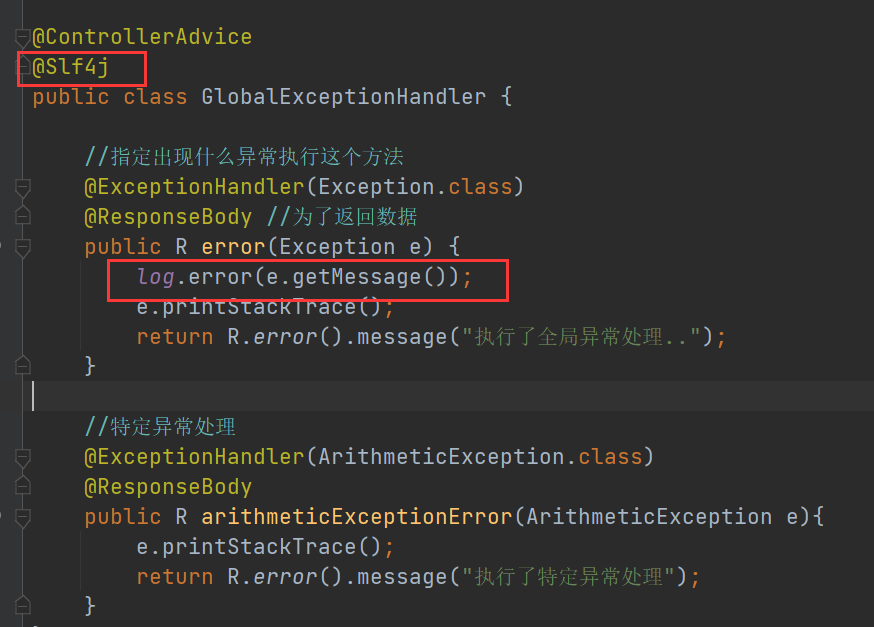 @ControllerAdvice
@Slf4j
public class GlobalExceptionHandler {
//指定出现什么异常执行这个方法
@ExceptionHandler(Exception.class)
@ResponseBody //为了返回数据
public R error(Exception e) {
log.error(e.getMessage());
e.printStackTrace();
return R.error().message("执行了全局异常处理..");
}
//特定异常处理
@ExceptionHandler(ArithmeticException.class)
@ResponseBody
public R arithmeticExceptionError(ArithmeticException e){
e.printStackTrace();
return R.error().message("执行了特定异常处理");
}